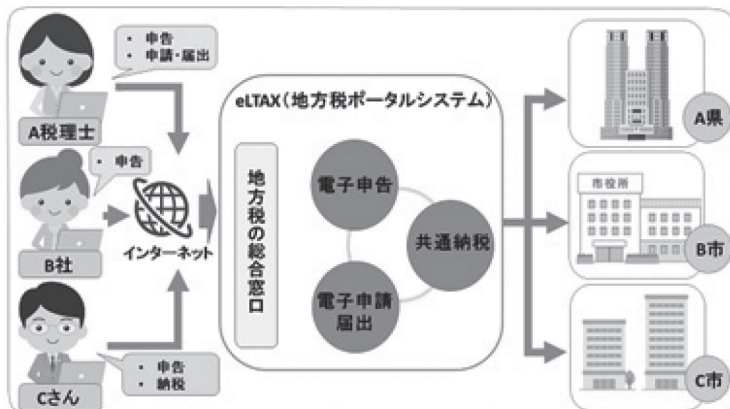 ・ 申告
・ 申請・届出
A税理士
・ 申告
B社
・ 申告
・ 納税
Cさん
インターネット
eLTAX（地方税ポータルシステム）
地方税の総合窓口
電子申告
共通納税
電子申請
届出
A県
市役所
B市
C市